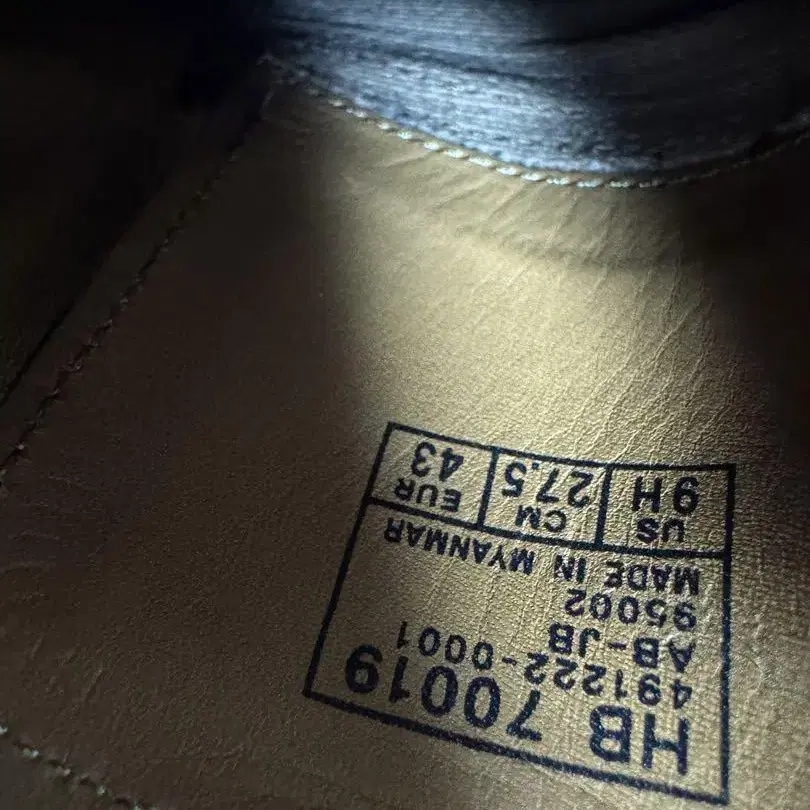 HB 70019
491222-0001
AB-JB
95002
MADE IN MYANMAR
US CM EUR
9H 27.5 43